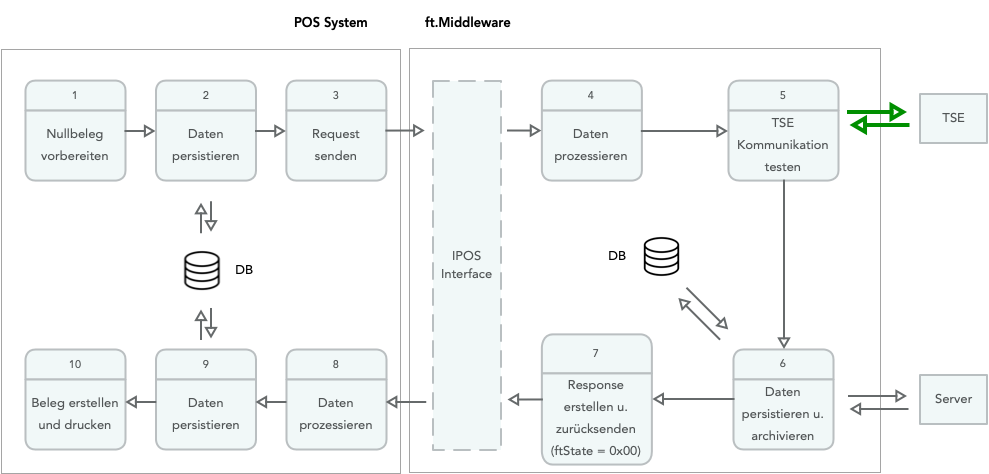 POS System
ft.Middleware
1
Nullbeleg
vorbereiten
2
Daten
persistieren
3
Request
senden
4
Daten
prozessieren
5
TSE
Kommunikation
testen
TSE
DB
IPOS
Interface
DB
10
Beleg erstellen
und drucken
9
Daten
persistieren
8
Daten
prozessieren
7
Response
erstellen u.
zurücksenden
(ftState = 0x00)
6
Daten
persistieren u.
archivieren
Server